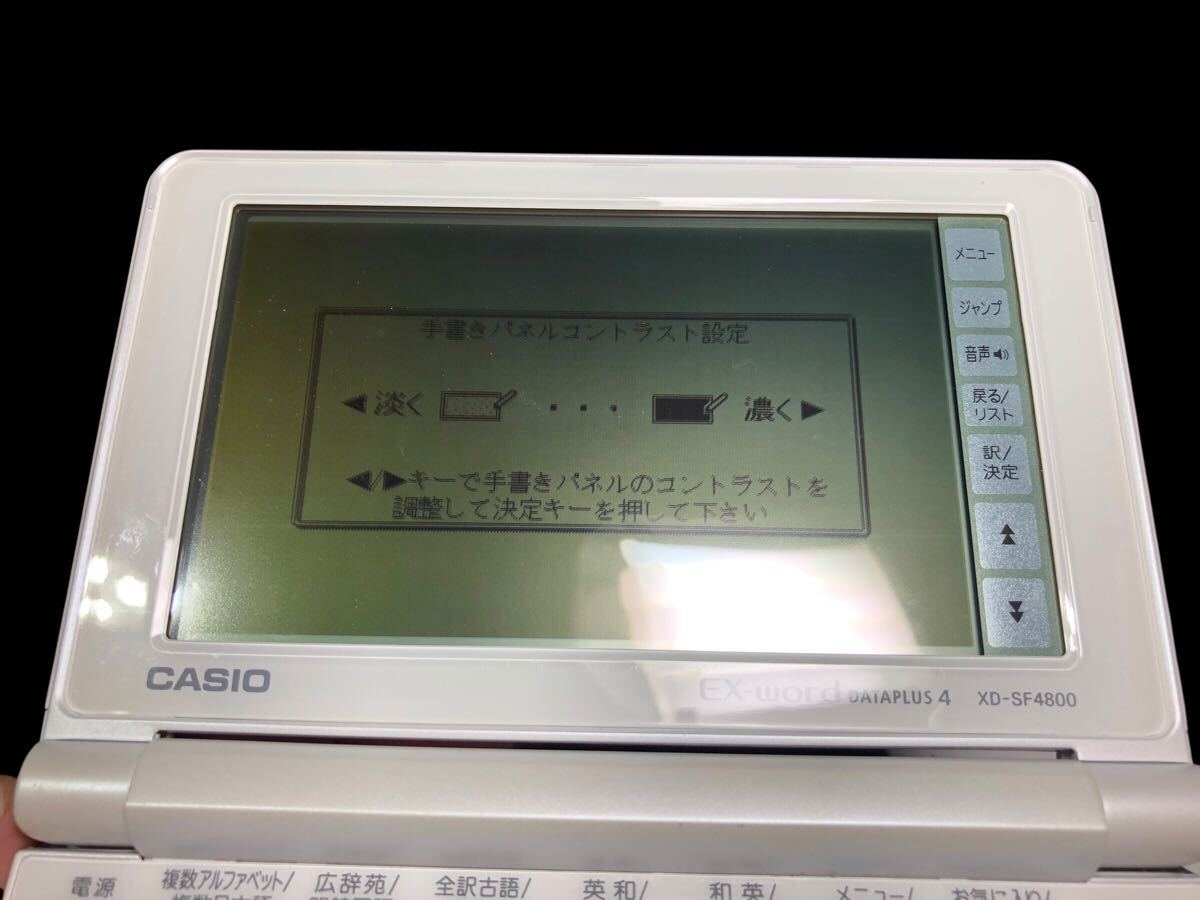 手書きパネルコントラスト設定
◀淡く ・・・ 濃く▶
◀/▶キーで手書きパネルのコントラストを
調整して決定キーを押して下さい
メニュー
ジャンプ
音声
戻る/
リスト
訳/
決定
CASIO
EX-word DATAPLUS 4 XD-SF4800
電源 複数アルファベット/ 広辞苑/ 全訳古語/ 英和/ 和英/ メニュー/ お気に入り/
複数日本語